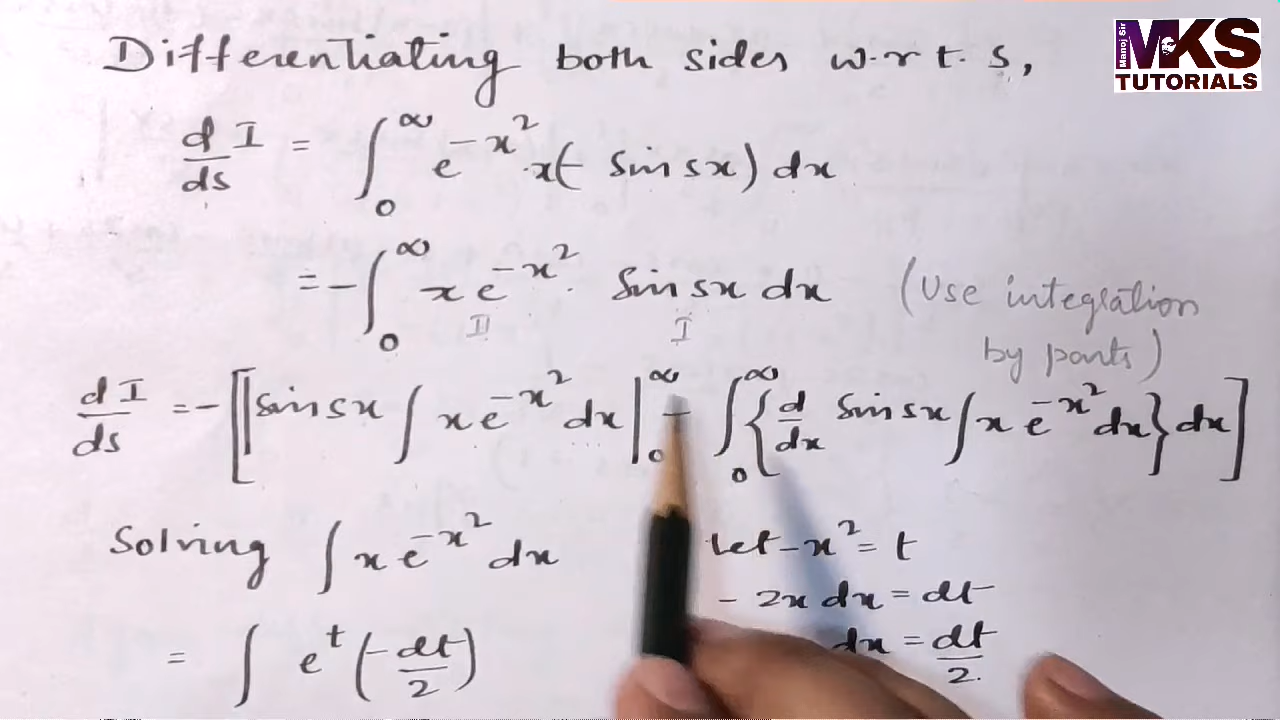 Manoj Sir
MKS
TUTORIALS
Differentiating both sides w.r t. s,
d/ds I = ∫₀^∞ e^(-x²) .x(- sin sx) dx
= - ∫₀^∞ x e^(-x²). sin sx dx (Use integration
II I by parts)
dI/ds = - [[sin sx ∫ x e^(-x²) dx|₀^∞ - ∫₀^∞ {d/dx sin sx ∫ x e^(-x²) dx} dx]
Solving ∫ x e^(-x²) dx let -x² = t
- 2x dx = dt
= ∫ e^t (-dt/2) dx = dt/2.